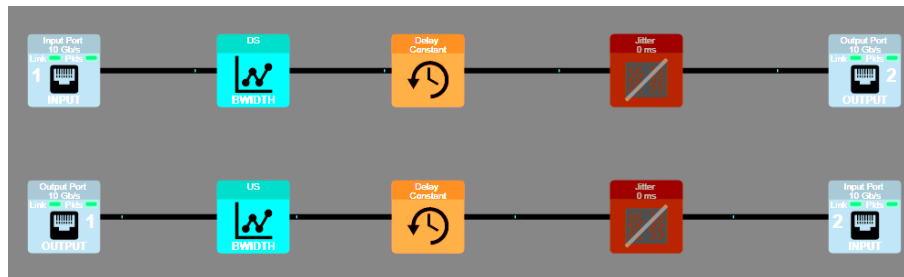 Input Port
10 Gb/s
Link Pkts
1
INPUT
DS
BWIDTH
Delay
Constant
Jitter
0 ms
Output Port
10 Gb/s
Link Pkts
2
OUTPUT
Output Port
10 Gb/s
Link Pkts
1
OUTPUT
US
BWIDTH
Delay
Constant
Jitter
0 ms
Input Port
10 Gb/s
Link Pkts
2
INPUT